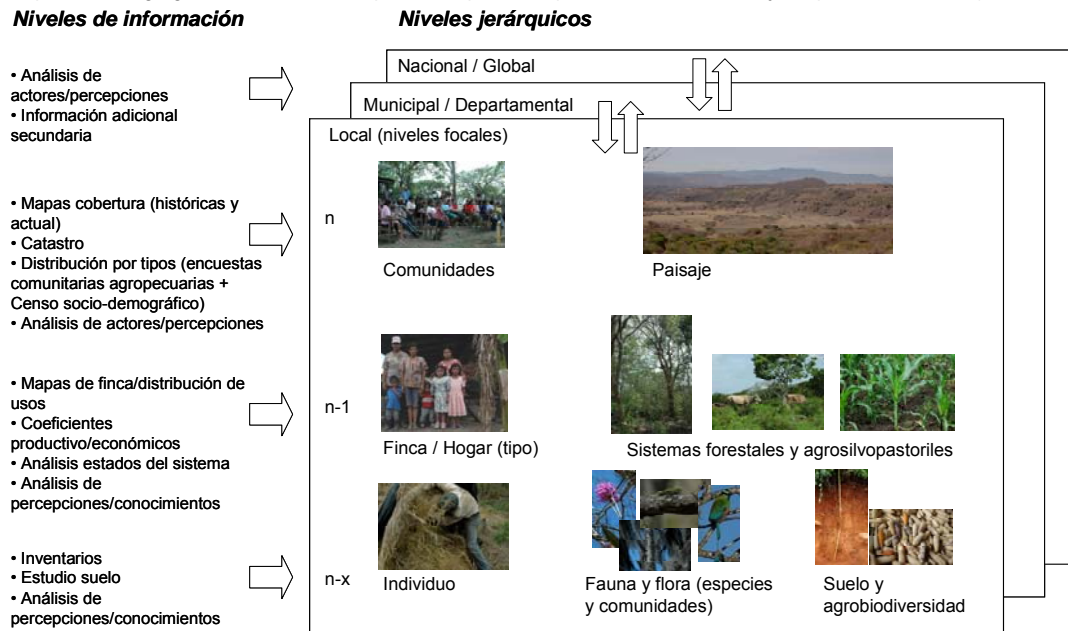 Niveles de información
Niveles jerárquicos
• Análisis de
actores/percepciones
• Información adicional
secundaria
Nacional / Global
Municipal / Departamental
Local (niveles focales)
• Mapas cobertura (históricas y
actual)
• Catastro
• Distribución por tipos (encuestas
comunitarias agropecuarias +
Censo socio-demográfico)
• Análisis de actores/percepciones
n
Comunidades
Paisaje
• Mapas de finca/distribución de
usos
• Coeficientes
productivo/económicos
• Análisis estados del sistema
• Análisis de
percepciones/conocimientos
n-1
Finca / Hogar (tipo)
Sistemas forestales y agrosilvopastoriles
• Inventarios
• Estudio suelo
• Análisis de
percepciones/conocimientos
n-x
Individuo
Fauna y flora (especies
y comunidades)
Suelo y
agrobiodiversidad